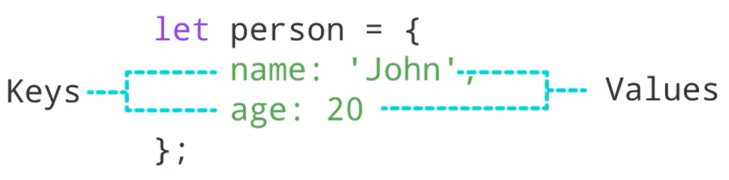 let person = {
name: 'John',
Keys
Values
age: 20
};